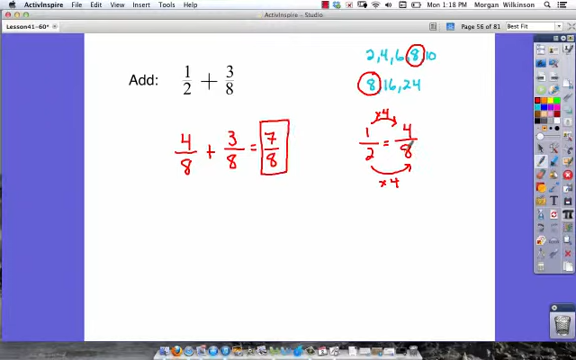 ActivInspire File Edit View Insert Tools Help Mon 1:18 PM Morgan Wilkinson
ActivInspire - Studio
Lesson41-60* Page 56 of 81 Best Fit
2,4,6,8,10
Add: 1/2 + 3/8
8,16,24
x4
4/8 + 3/8 = 7/8
1/2 = 4/8
x4